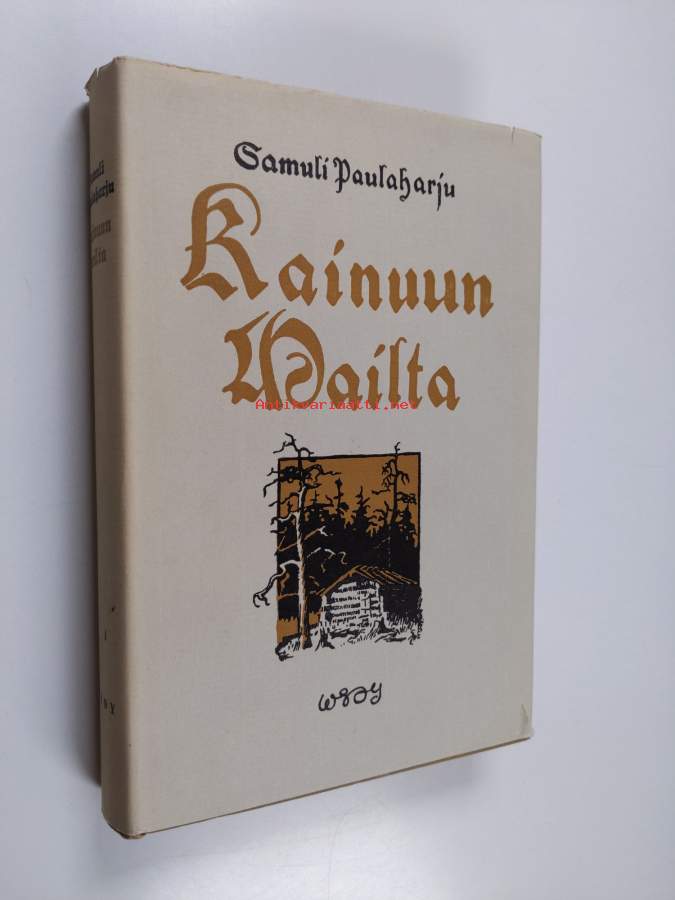 Samuli Paulaharju
Kainuun
Mailta
Antikvariaatti.net
WSOY